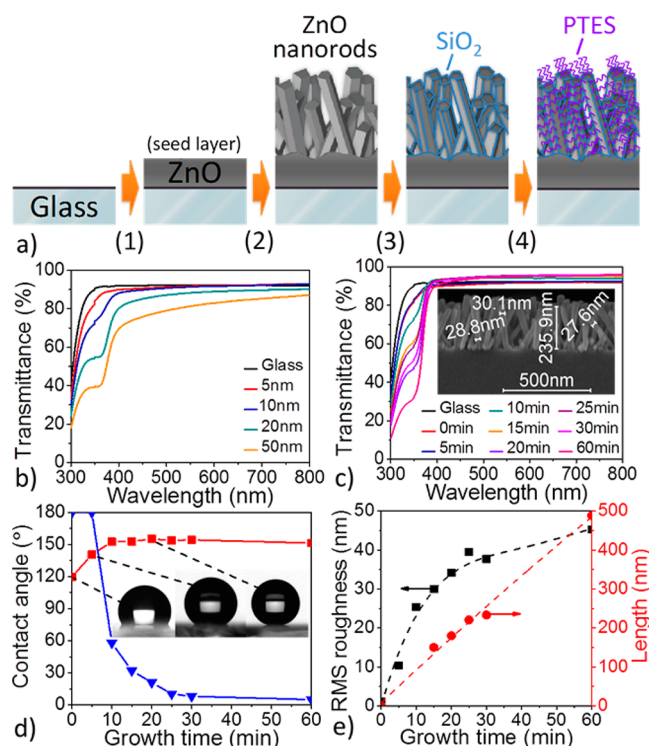 ZnO
nanorods
SiO₂
PTES
(seed layer)
ZnO
Glass
a)
(1)
(2)
(3)
(4)
100
80
60
40
20
0
Transmittance (%)
Glass
5nm
10nm
20nm
50nm
300 400 500 600 700 800
Wavelength (nm)
b)
100
80
60
40
20
0
Transmittance (%)
30.1nm
28.8nm
235.9nm
27.6nm
500nm
Glass 10min 25min
0min 15min 30min
5min 20min 60min
300 400 500 600 700 800
Wavelength (nm)
c)
180
150
120
90
60
30
0
Contact angle (º)
0 10 20 30 40 50 60
Growth time (min)
d)
50
40
30
20
10
0
RMS roughness (nm)
500
400
300
200
100
0
Length (nm)
0 10 20 30 40 50 60
Growth time (min)
e)